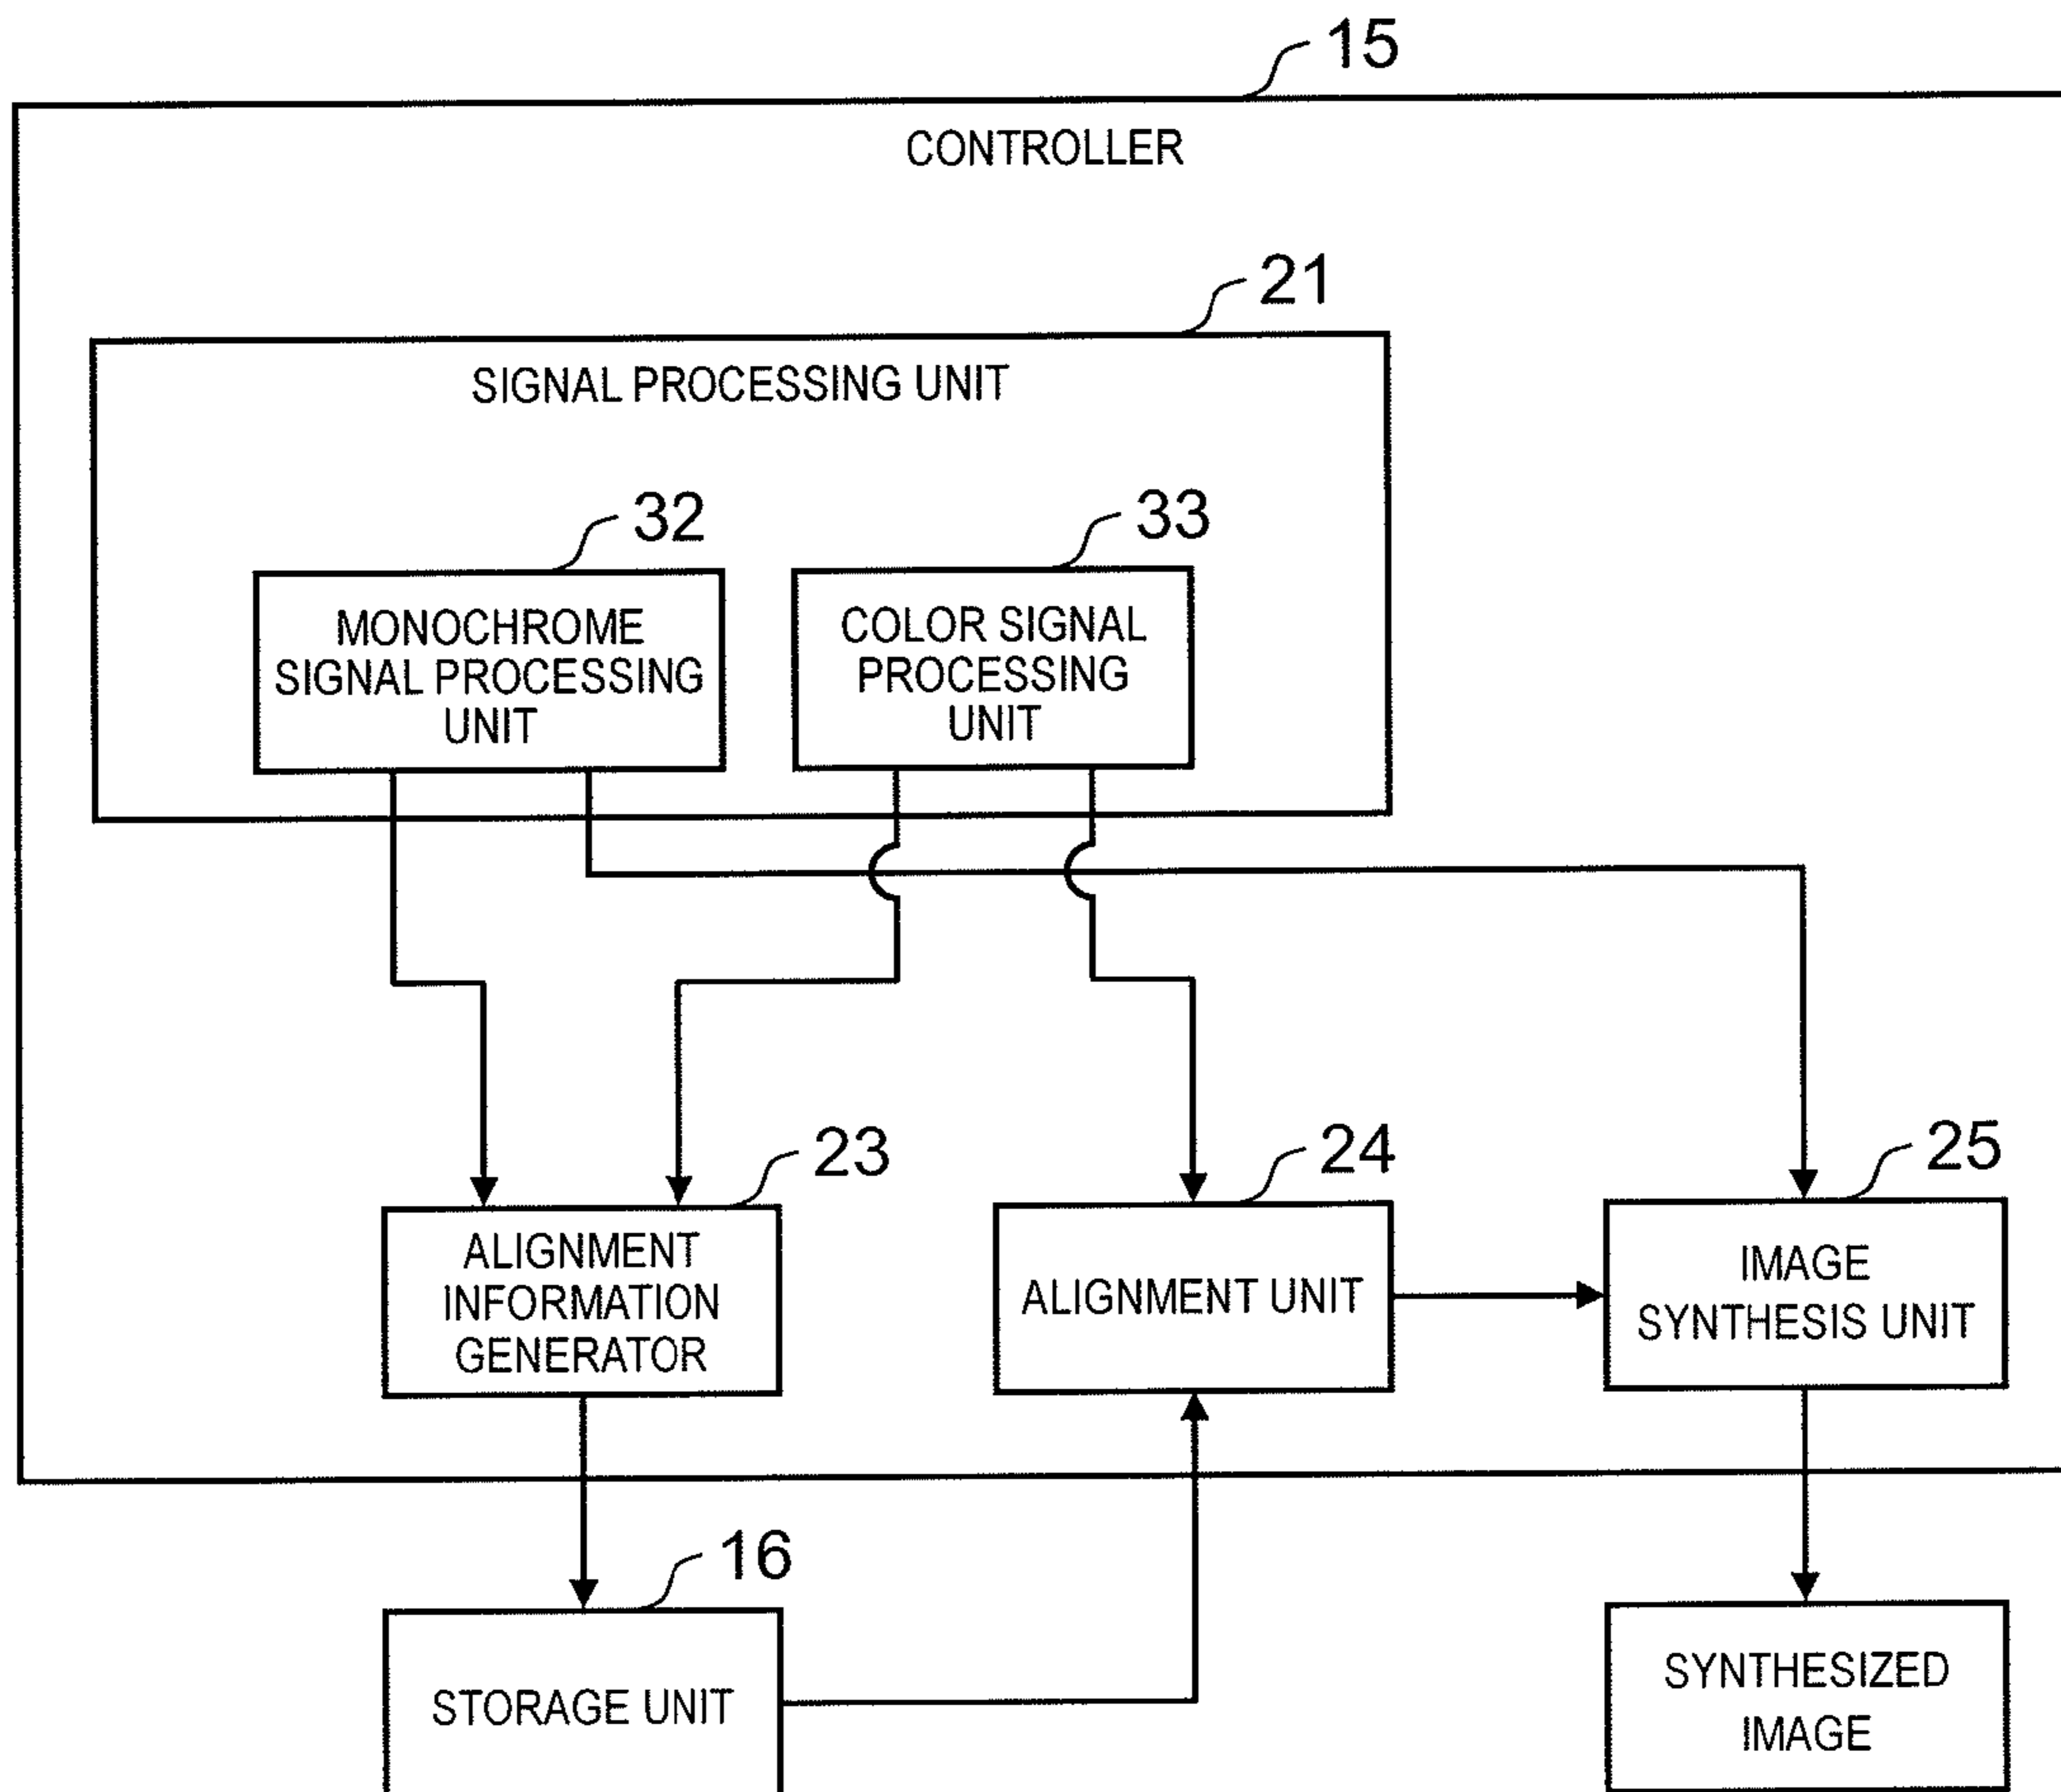 15
CONTROLLER
21
SIGNAL PROCESSING UNIT
32
33
MONOCHROME
SIGNAL PROCESSING
UNIT
COLOR SIGNAL
PROCESSING
UNIT
23
24
25
ALIGNMENT
INFORMATION
GENERATOR
ALIGNMENT UNIT
IMAGE
SYNTHESIS UNIT
16
STORAGE UNIT
SYNTHESIZED
IMAGE